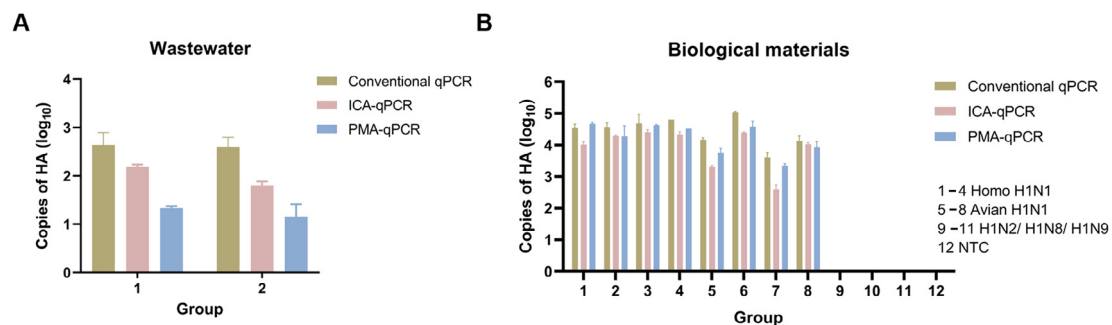 A
Wastewater
Copies of HA (log10)
4
3
2
1
0
1 2
Group
Conventional qPCR
ICA-qPCR
PMA-qPCR
B
Biological materials
Copies of HA (log10)
6
5
4
3
2
1
0
1 2 3 4 5 6 7 8 9 10 11 12
Group
Conventional qPCR
ICA-qPCR
PMA-qPCR
1-4 Homo H1N1
5-8 Avian H1N1
9-11 H1N2/ H1N8/ H1N9
12 NTC